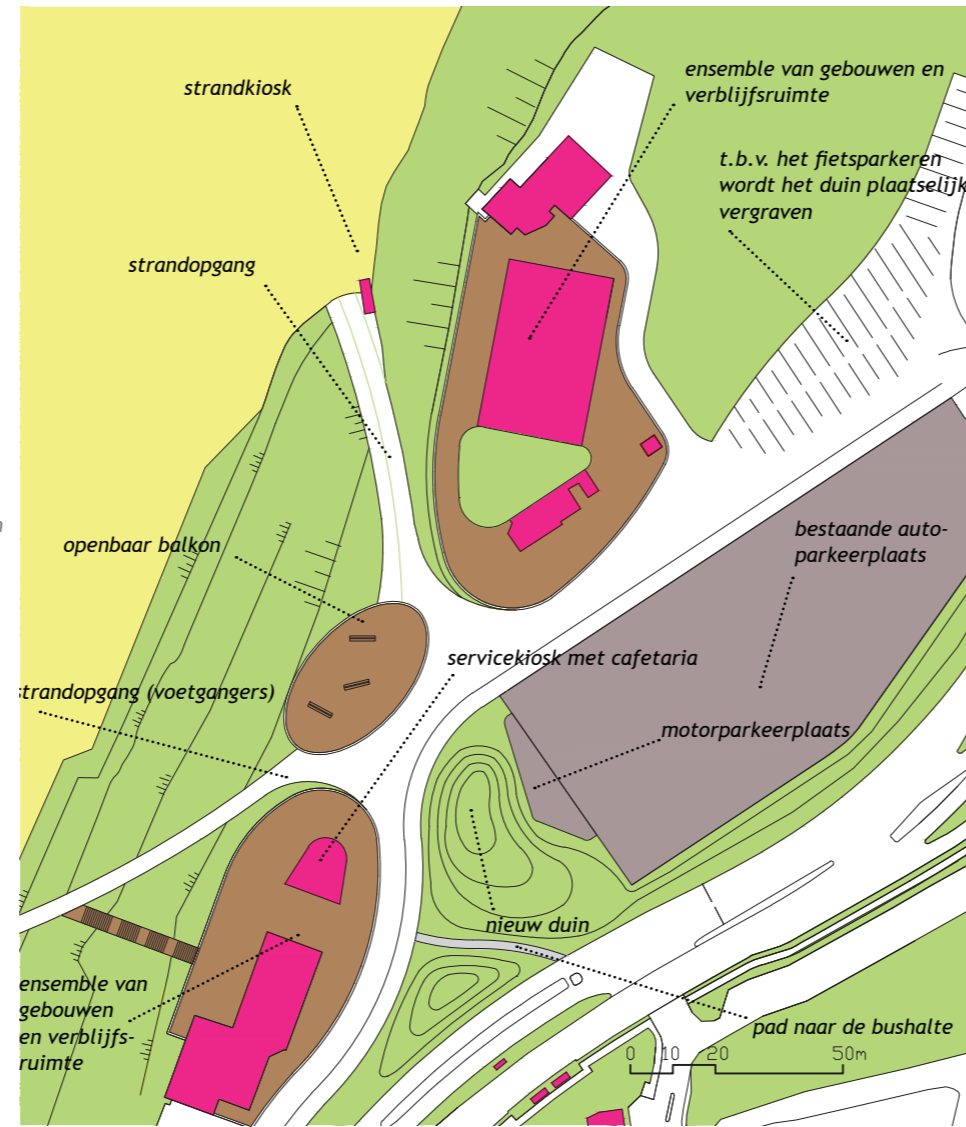 strandkiosk
ensemble van gebouwen en
verblijfsruimte
t.b.v. het fietsparkeren
wordt het duin plaatselijk
vergraven
strandopgang
openbaar balkon
bestaande auto-
parkeerplaats
servicekiosk met cafetaria
strandopgang (voetgangers)
motorparkeerplaats
nieuw duin
ensemble van
gebouwen
en verblijfs-
ruimte
pad naar de bushalte
0 10 20 50m